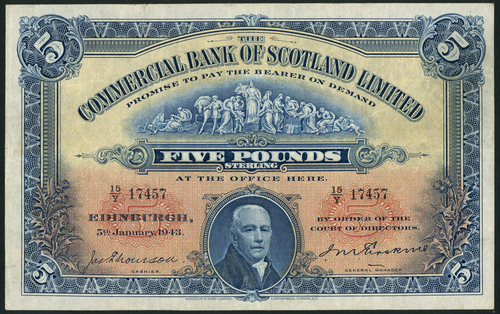 5 THE 5
COMMERCIAL BANK OF SCOTLAND LIMITED
PROMISE TO PAY THE BEARER ON DEMAND
FIVE POUNDS
STERLING
AT THE OFFICE HERE.
15/Y 17457 15/Y 17457
EDINBURGH, BY ORDER OF THE
5th January, 1943. COURT OF DIRECTORS.
CASHIER. GENERAL MANAGER
5 5